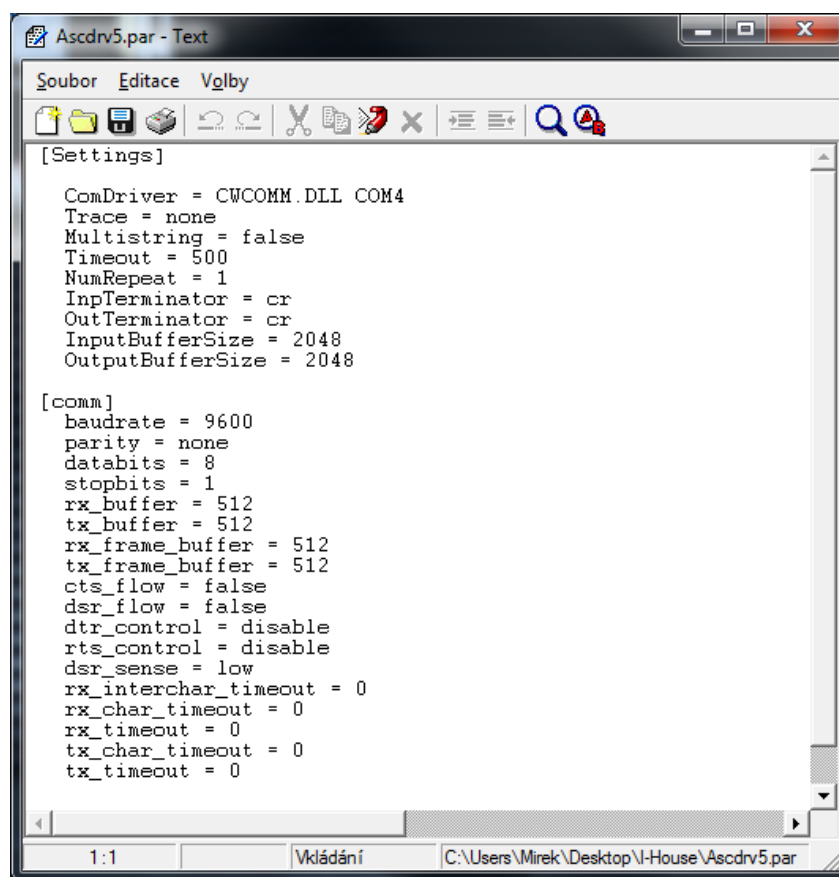 Ascdrv5.par - Text
Soubor Editace Volby
[Settings]
ComDriver = CWCOMM.DLL COM4
Trace = none
Multistring = false
Timeout = 500
NumRepeat = 1
InpTerminator = cr
OutTerminator = cr
InputBufferSize = 2048
OutputBufferSize = 2048
[comm]
baudrate = 9600
parity = none
databits = 8
stopbits = 1
rx_buffer = 512
tx_buffer = 512
rx_frame_buffer = 512
tx_frame_buffer = 512
cts_flow = false
dsr_flow = false
dtr_control = disable
rts_control = disable
dsr_sense = low
rx_interchar_timeout = 0
rx_char_timeout = 0
rx_timeout = 0
tx_char_timeout = 0
tx_timeout = 0
1:1 Vkládání C:\Users\Mirek\Desktop\I-House\Ascdrv5.par